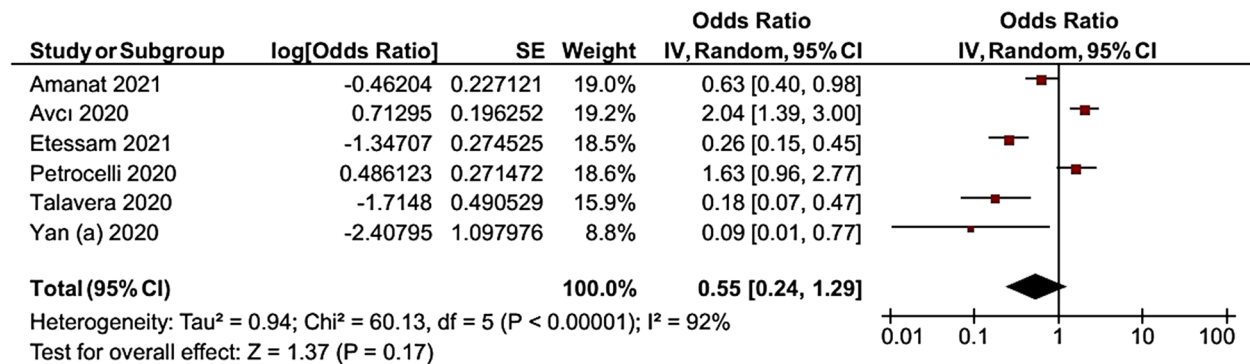 Odds Ratio Odds Ratio
Study or Subgroup log[Odds Ratio] SE Weight IV, Random, 95% CI IV, Random, 95% CI
Amanat 2021 -0.46204 0.227121 19.0% 0.63 [0.40, 0.98]
Avcı 2020 0.71295 0.196252 19.2% 2.04 [1.39, 3.00]
Etessam 2021 -1.34707 0.274525 18.5% 0.26 [0.15, 0.45]
Petrocelli 2020 0.486123 0.271472 18.6% 1.63 [0.96, 2.77]
Talavera 2020 -1.7148 0.490529 15.9% 0.18 [0.07, 0.47]
Yan (a) 2020 -2.40795 1.097976 8.8% 0.09 [0.01, 0.77]
Total (95% CI) 100.0% 0.55 [0.24, 1.29]
Heterogeneity: Tau² = 0.94; Chi² = 60.13, df = 5 (P < 0.00001); I² = 92%
Test for overall effect: Z = 1.37 (P = 0.17)
0.01 0.1 1 10 100